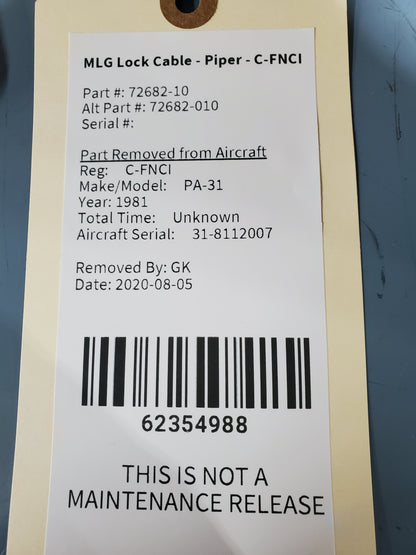 MLG Lock Cable - Piper - C-FNCI
Part #: 72682-10
Alt Part #: 72682-010
Serial #:
Part Removed from Aircraft
Reg: C-FNCI
Make/Model: PA-31
Year: 1981
Total Time: Unknown
Aircraft Serial: 31-8112007
Removed By: GK
Date: 2020-08-05
62354988
THIS IS NOT A
MAINTENANCE RELEASE